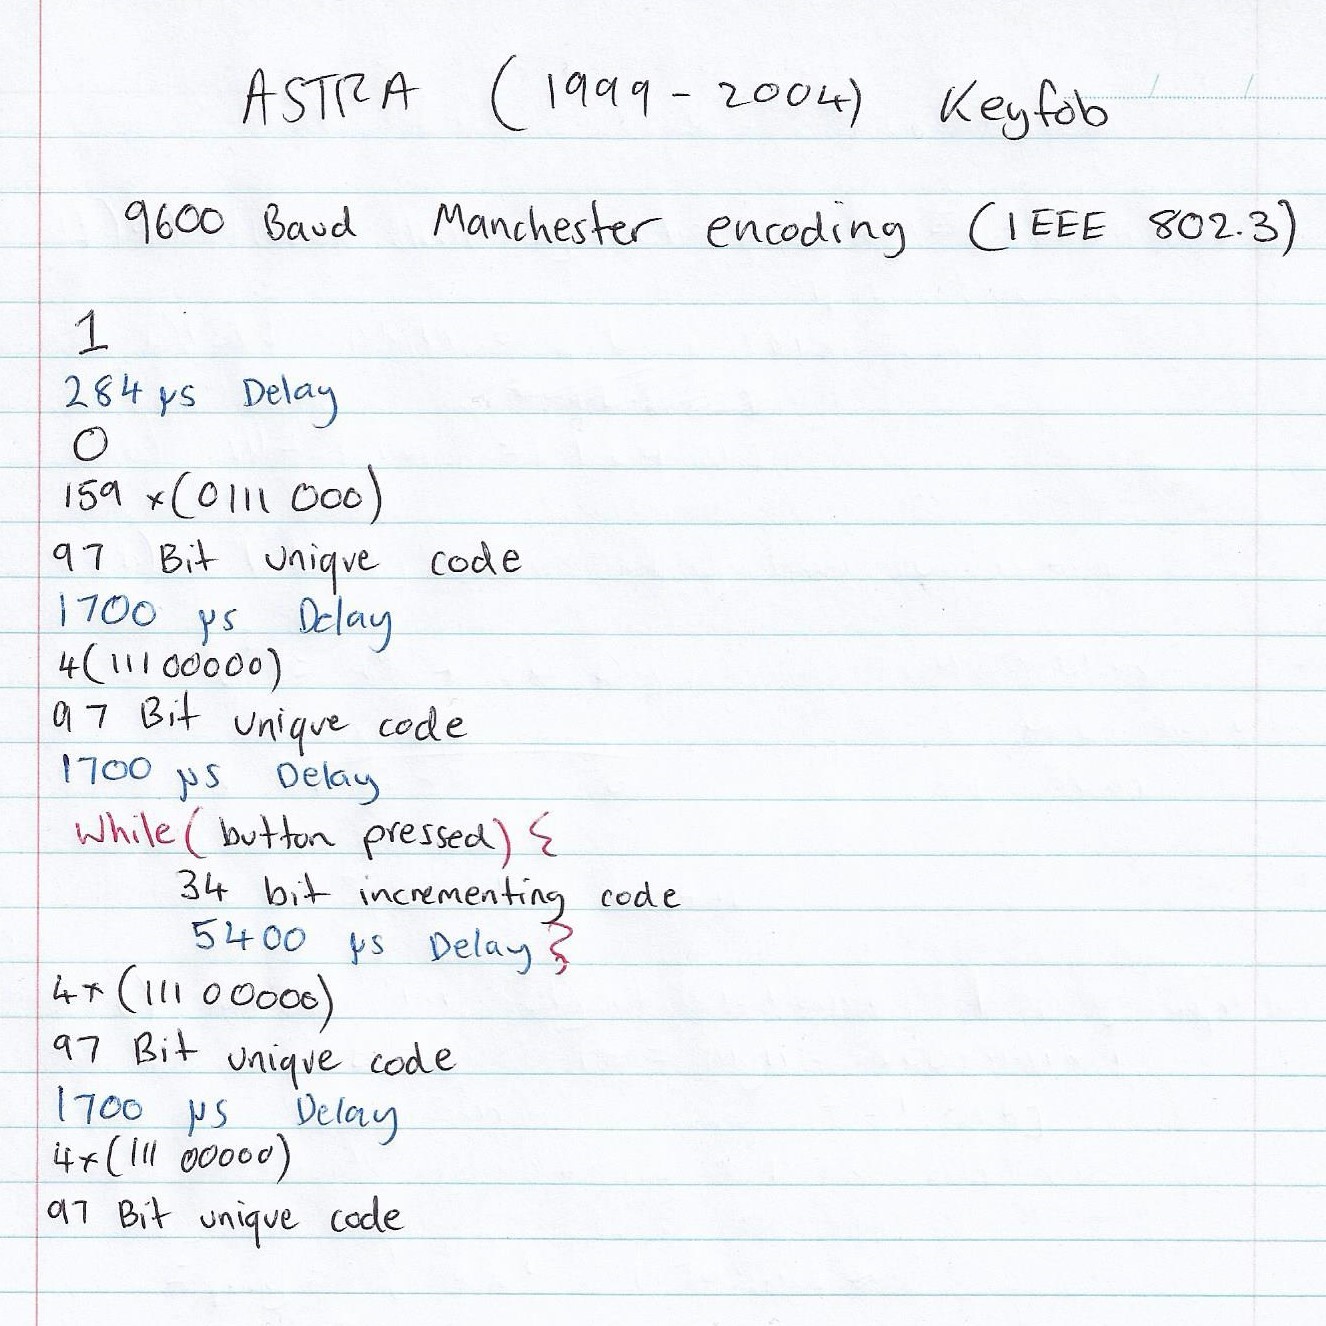 ASTRA (1999-2004) Keyfob
9600 Baud Manchester encoding (IEEE 802.3)
1
284 µs Delay
0
159 x(0111 000)
97 Bit unique code
1700 µs Delay
4(111 00000)
97 Bit unique code
1700 µs Delay
While( button pressed) {
34 bit incrementing code
5400 µs Delay }
4x (111 00000)
97 Bit unique code
1700 µs Delay
4x(111 00000)
97 Bit unique code